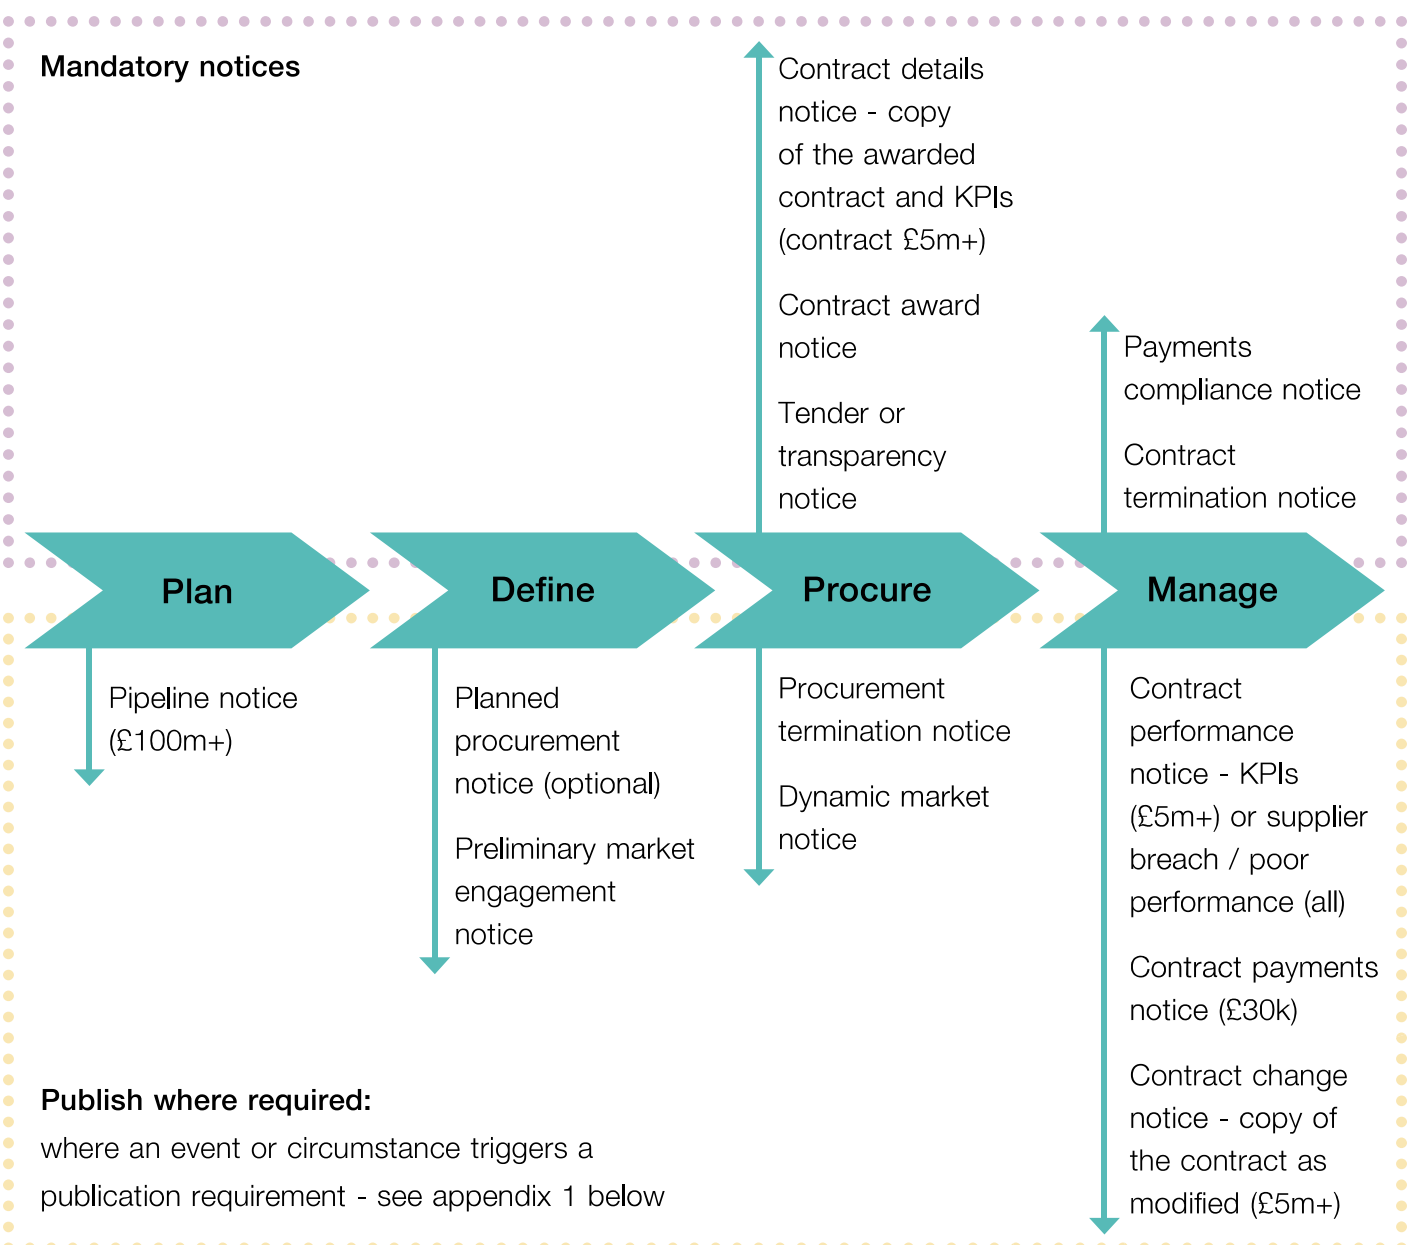 Mandatory notices
Contract details
notice - copy
of the awarded
contract and KPIs
(contract £5m+)
Contract award
notice
Tender or
transparency
notice
Payments
compliance notice
Contract
termination notice
Plan
Define
Procure
Manage
Pipeline notice
(£100m+)
Planned
procurement
notice (optional)
Preliminary market
engagement
notice
Procurement
termination notice
Dynamic market
notice
Contract
performance
notice - KPIs
(£5m+) or supplier
breach / poor
performance (all)
Contract payments
notice (£30k)
Contract change
notice - copy of
the contract as
modified (£5m+)
Publish where required:
where an event or circumstance triggers a
publication requirement - see appendix 1 below